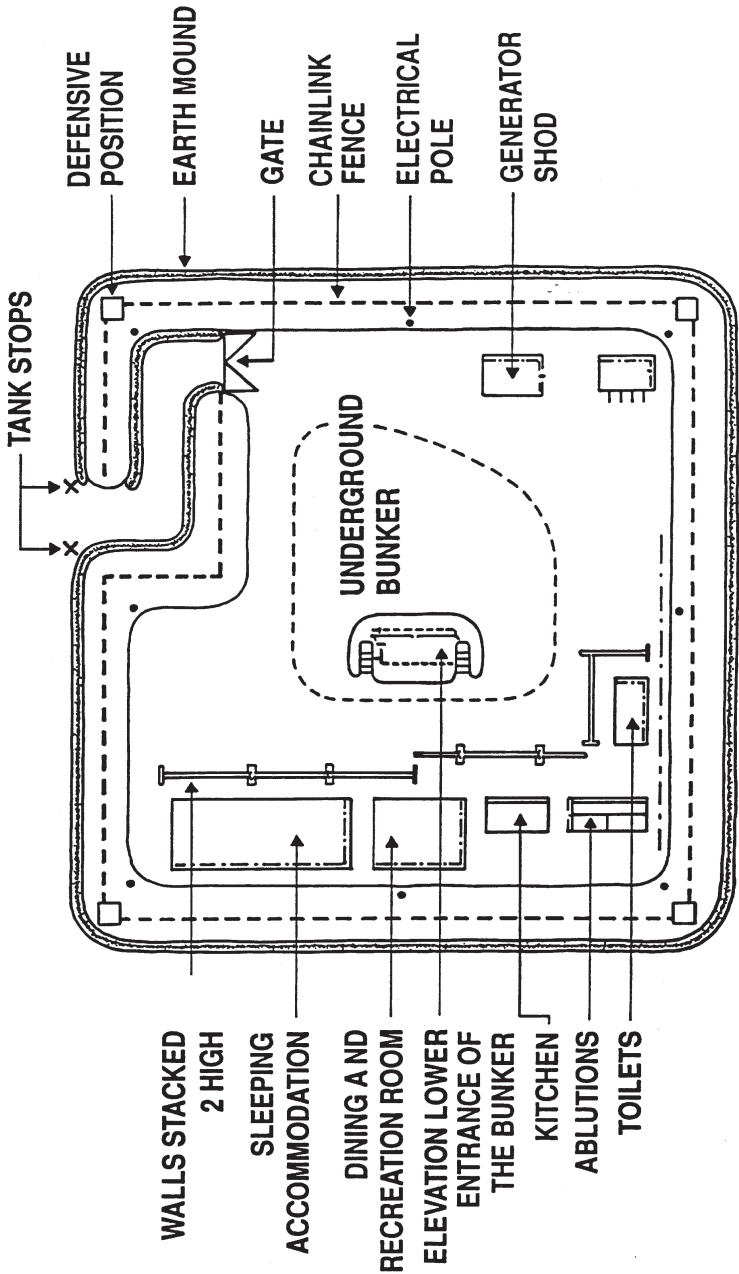 TANK STOPS
DEFENSIVE
POSITION
EARTH MOUND
GATE
CHAINLINK
FENCE
ELECTRICAL
POLE
GENERATOR
SHOD
UNDERGROUND
BUNKER
WALLS STACKED
2 HIGH
SLEEPING
ACCOMMODATION
DINING AND
RECREATION ROOM
ELEVATION LOWER
ENTRANCE OF
THE BUNKER
KITCHEN
ABLUTIONS
TOILETS